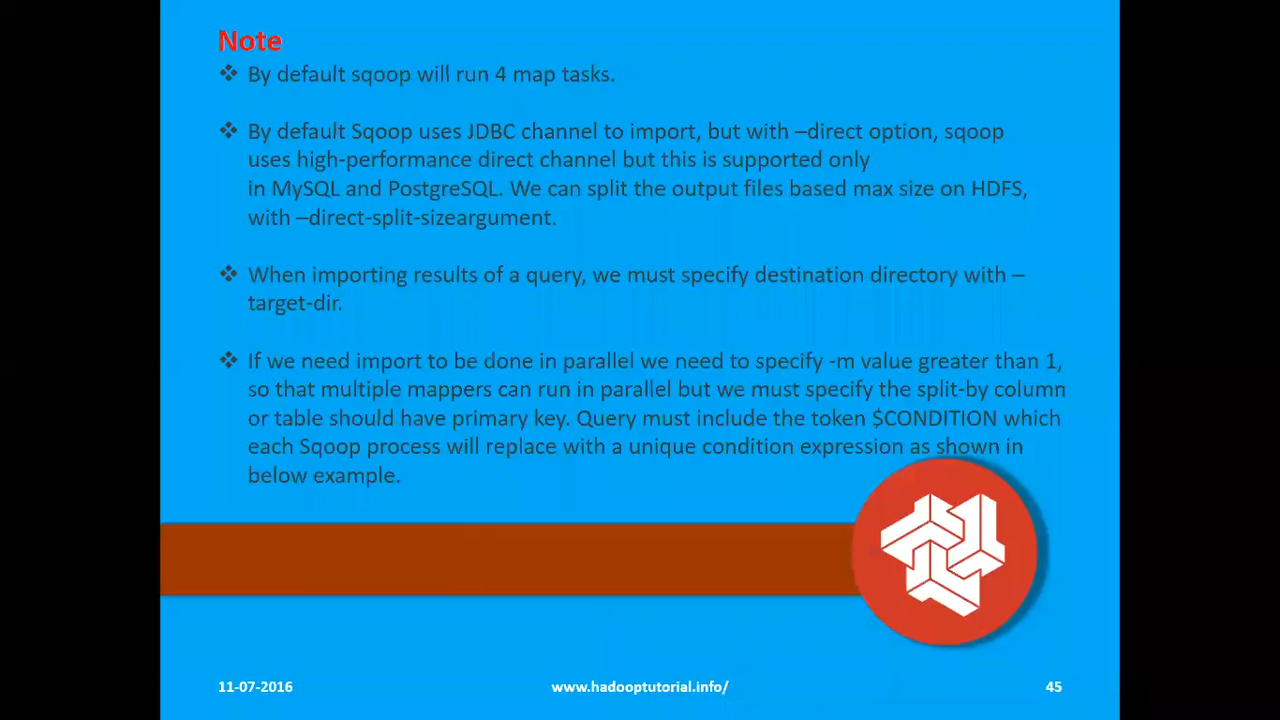 Note
❖ By default sqoop will run 4 map tasks.
❖ By default Sqoop uses JDBC channel to import, but with –direct option, sqoop
uses high-performance direct channel but this is supported only
in MySQL and PostgreSQL. We can split the output files based max size on HDFS,
with –direct-split-sizeargument.
❖ When importing results of a query, we must specify destination directory with –
target-dir.
❖ If we need import to be done in parallel we need to specify -m value greater than 1,
so that multiple mappers can run in parallel but we must specify the split-by column
or table should have primary key. Query must include the token $CONDITION which
each Sqoop process will replace with a unique condition expression as shown in
below example.
11-07-2016
www.hadooptutorial.info/
45